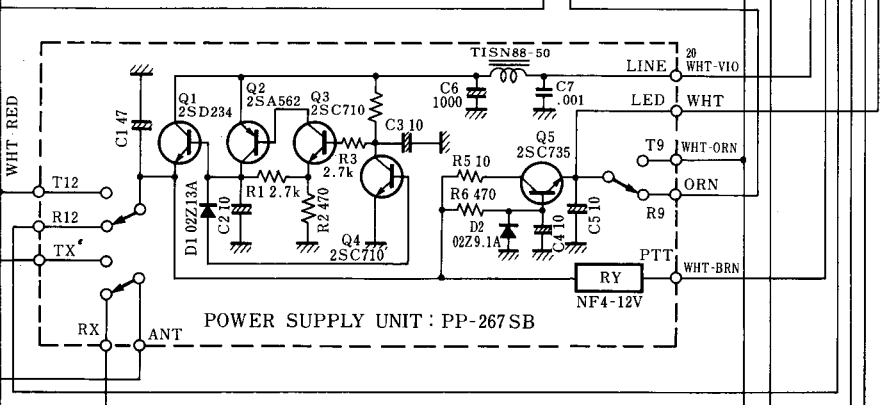 TISN88-50
20
LINE
WHT-VIO
Q1
2SD234
Q2
2SA562
Q3
2SC710
C6
1000
C7
.001
LED
WHT
WHT-RED
C1 47
C3 10
R3
2.7k
Q5
2SC735
T9
WHT-ORN
R5 10
T12
R1 2.7k
R6 470
ORN
R9
R12
D1 02Z13A
C2 10
R2 470
Q4
2SC710
D2
02Z9.1A
C4 10
C5 10
TX
PTT
RY
WHT-BRN
NF4-12V
RX
ANT
POWER SUPPLY UNIT : PP-267SB